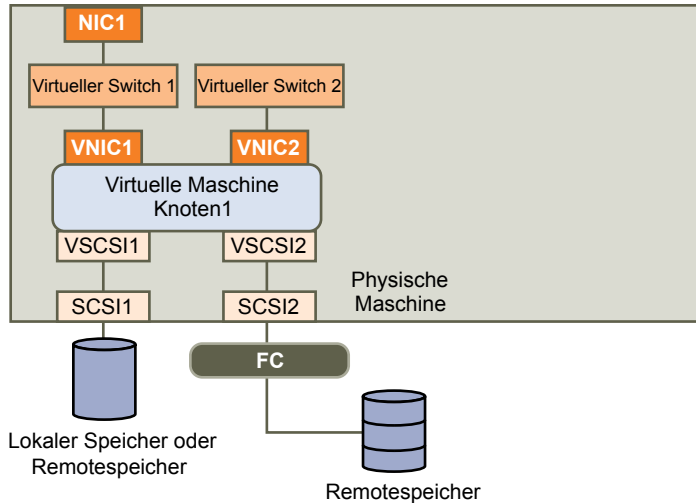 NIC1
Virtueller Switch 1
Virtueller Switch 2
VNIC1
VNIC2
Virtuelle Maschine
Knoten1
VSCSI1
VSCSI2
Physische
Maschine
SCSI1
SCSI2
FC
Lokaler Speicher oder
Remotespeicher
Remotespeicher